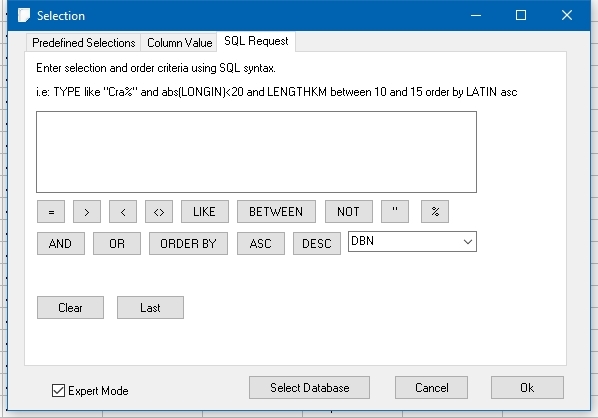 Selection
Predefined Selections Column Value SQL Request
Enter selection and order criteria using SQL syntax.
i.e: TYPE like "Cra%" and abs(LONGIN)<20 and LENGTHKM between 10 and 15 order by LATIN asc
= > < <> LIKE BETWEEN NOT " %
AND OR ORDER BY ASC DESC DBN
Clear Last
Expert Mode Select Database Cancel Ok